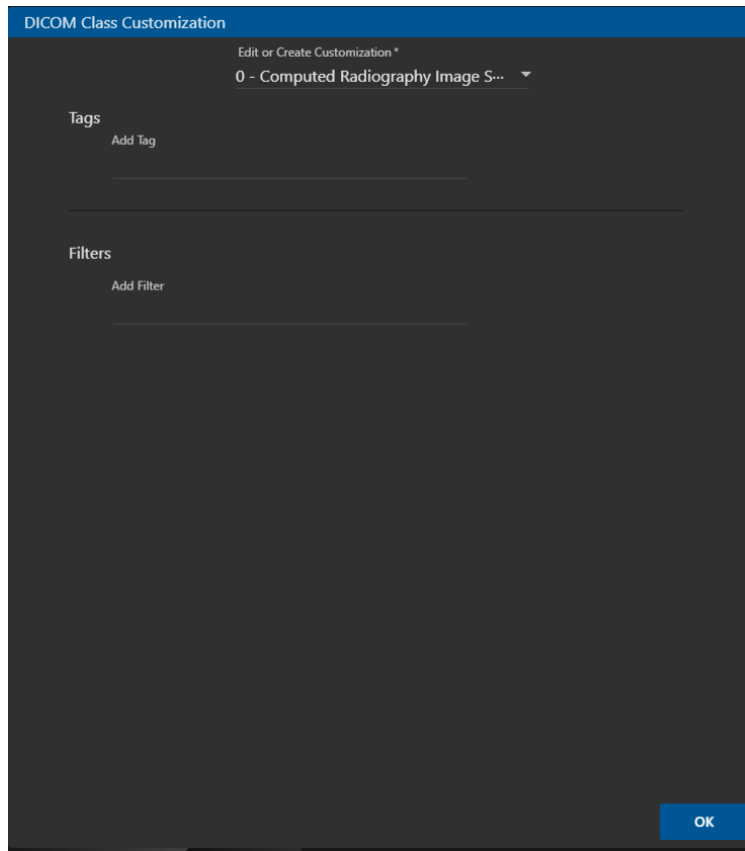 DICOM Class Customization
Edit or Create Customization *
0 - Computed Radiography Image S...
Tags
Add Tag
Filters
Add Filter
OK